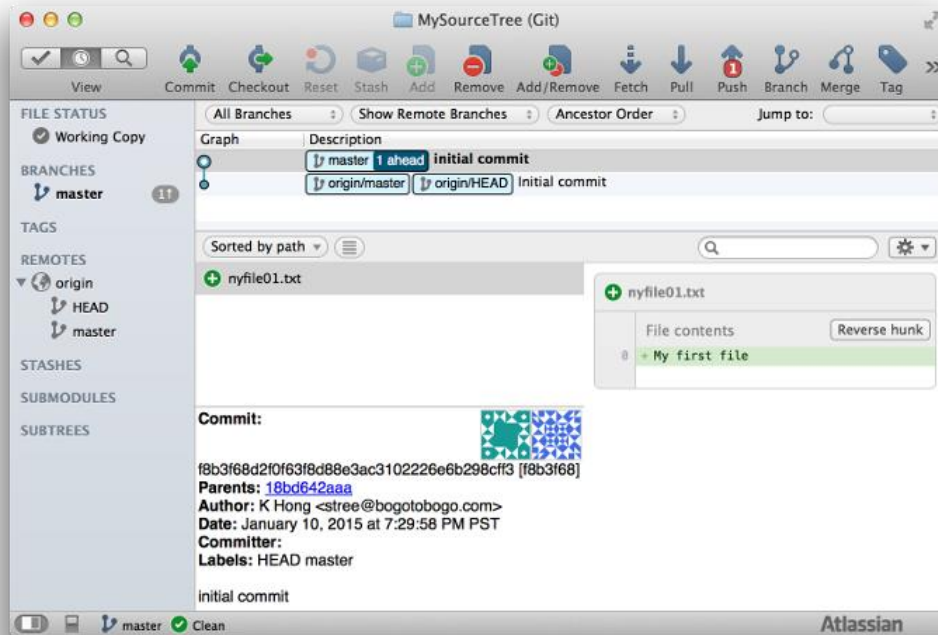 MySourceTree (Git)
View
Commit Checkout Reset Stash Add Remove Add/Remove Fetch Pull Push Branch Merge Tag
1
FILE STATUS
Working Copy
BRANCHES
master 1↑
TAGS
REMOTES
origin
HEAD
master
STASHES
SUBMODULES
SUBTREES
All Branches Show Remote Branches Ancestor Order Jump to:
Graph Description
master 1 ahead initial commit
origin/master origin/HEAD Initial commit
Sorted by path
nyfile01.txt
nyfile01.txt
File contents Reverse hunk
0 + My first file
Commit:
f8b3f68d2f0f63f8d88e3ac3102226e6b298cff3 [f8b3f68]
Parents: 18bd642aaa
Author: K Hong <stree@bogotobogo.com>
Date: January 10, 2015 at 7:29:58 PM PST
Committer:
Labels: HEAD master
initial commit
master Clean Atlassian